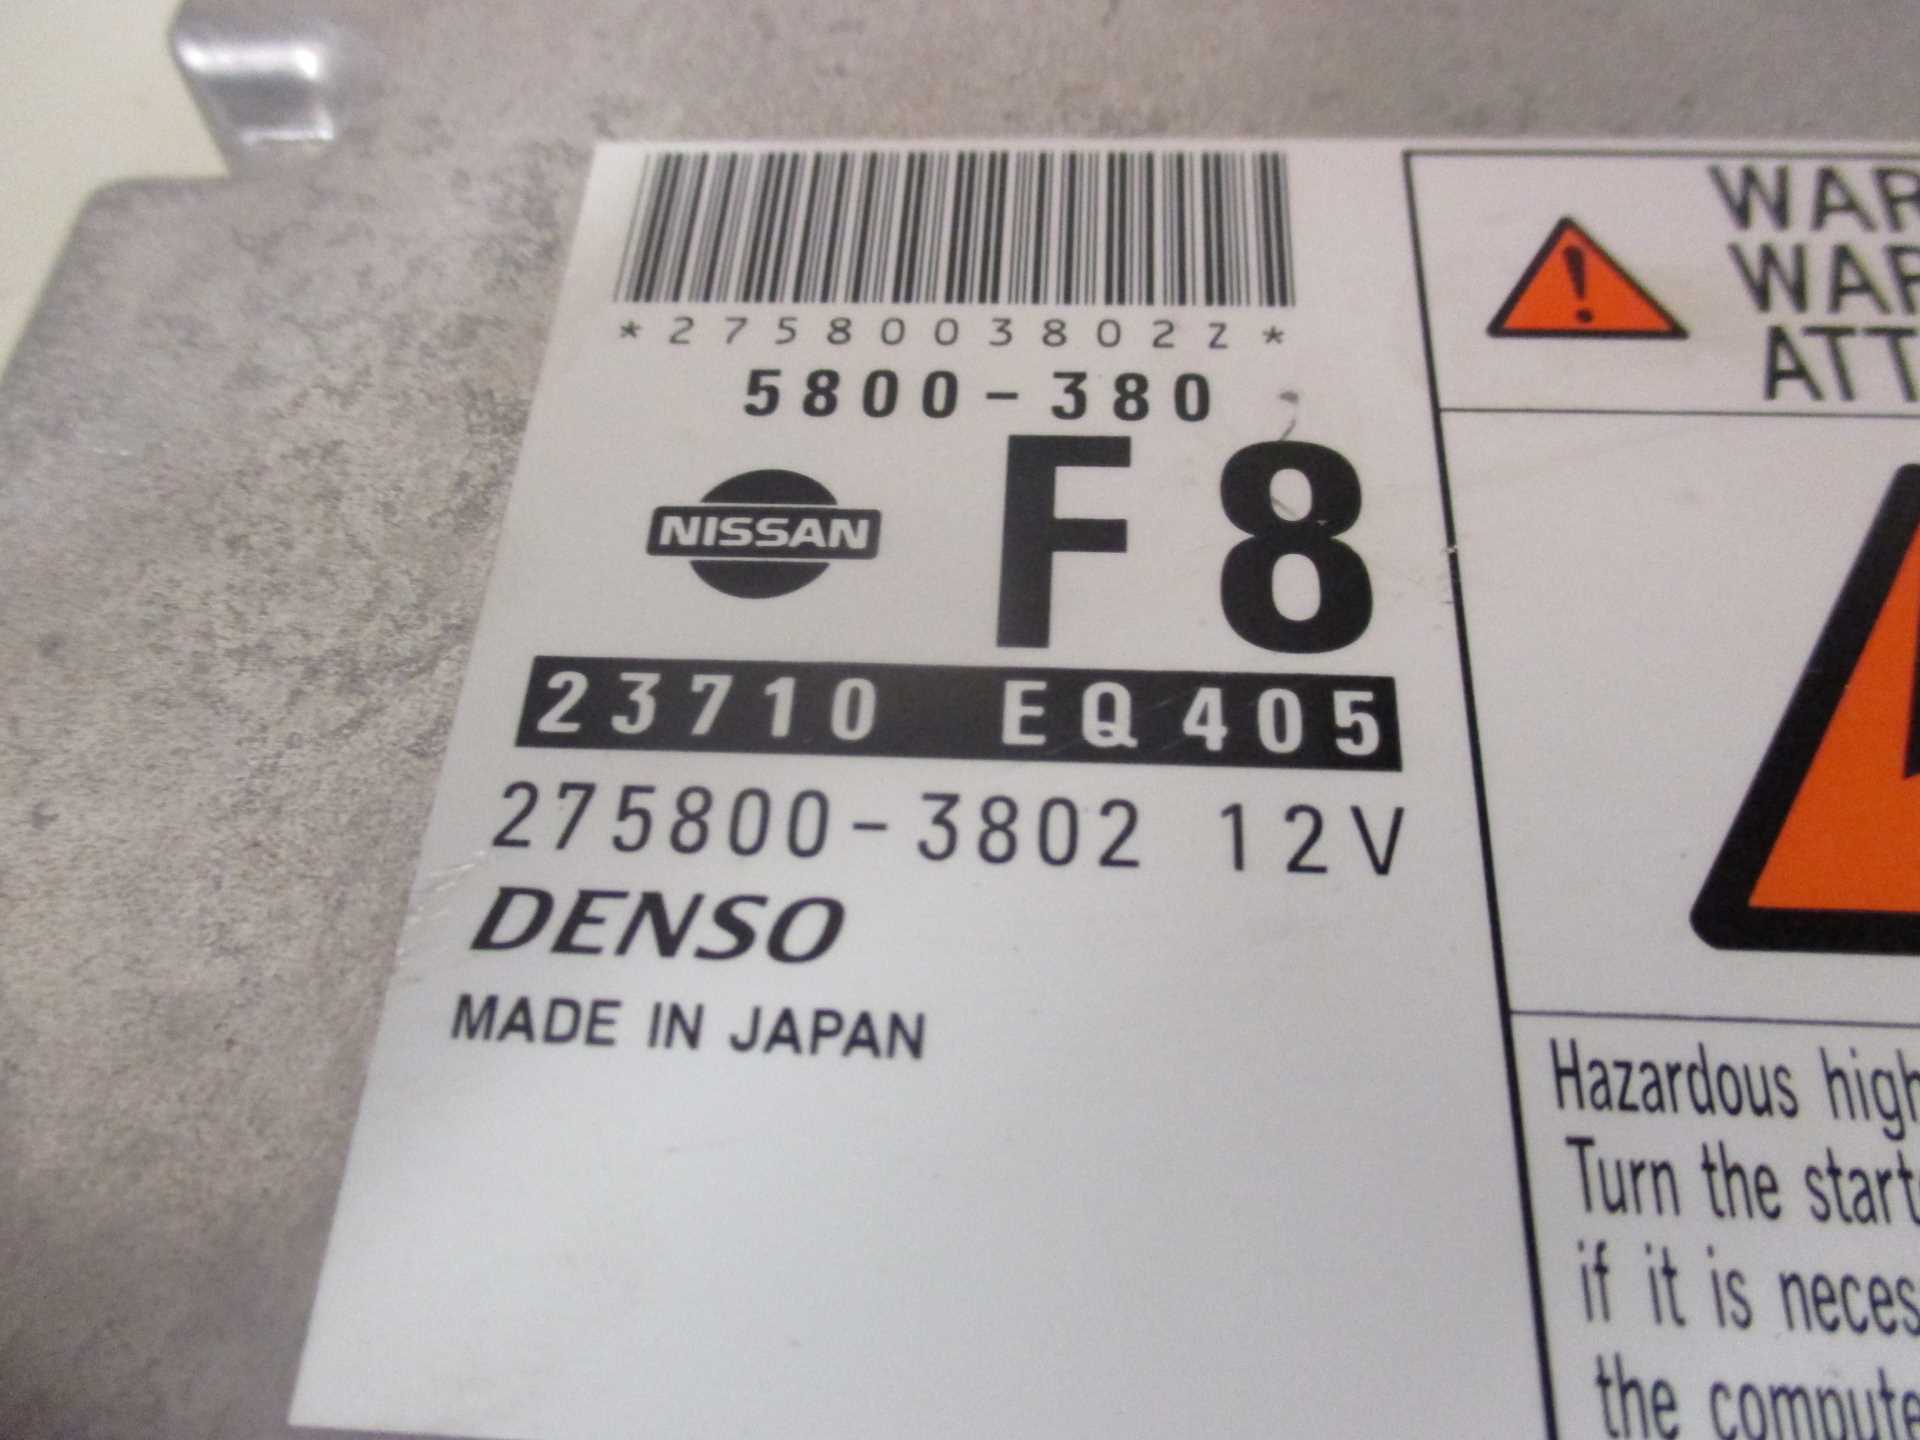 *2758003802Z*
5800-380
NISSAN
F8
23710 EQ405
275800-3802 12V
DENSO
MADE IN JAPAN
Hazardous
Turn the
if it is
the